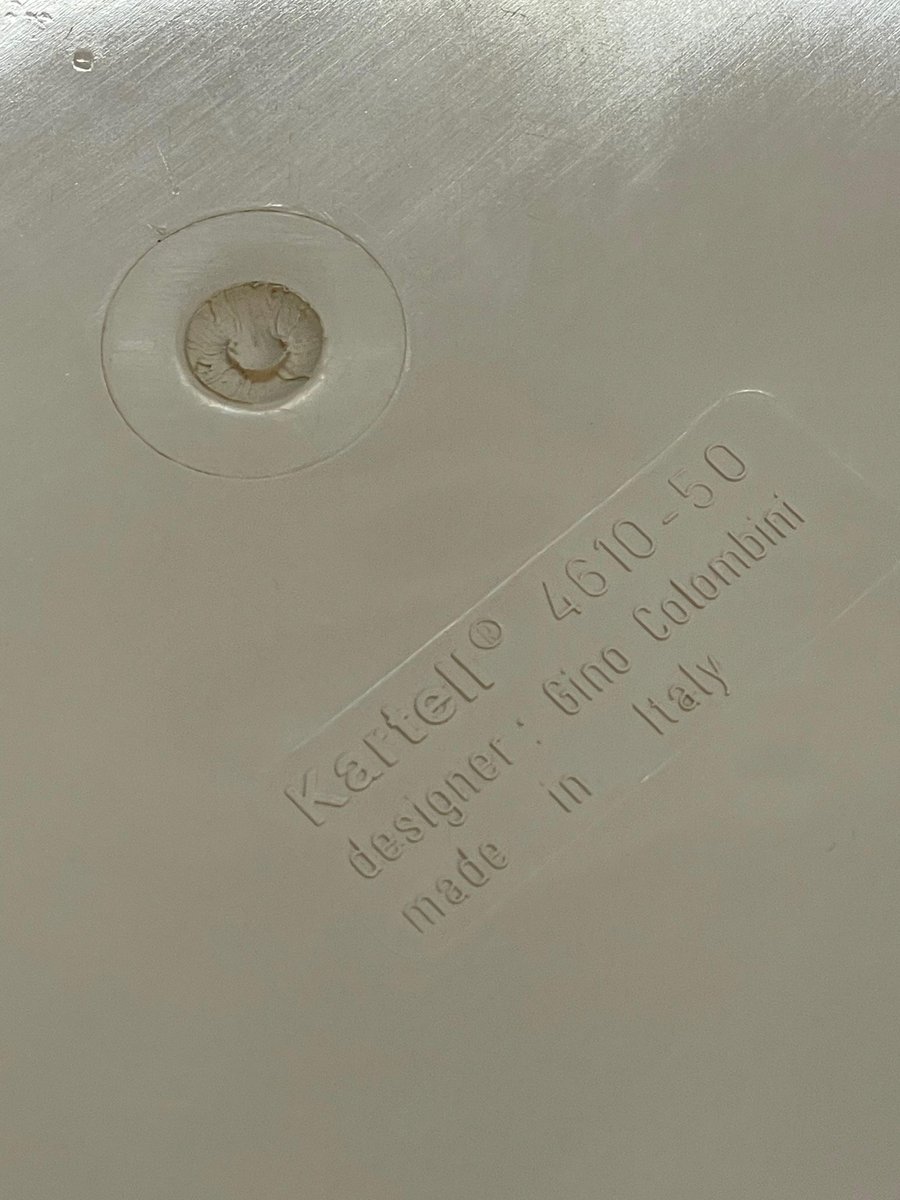 Kartell® 4610-50
designer: Gino Colombini
made in Italy